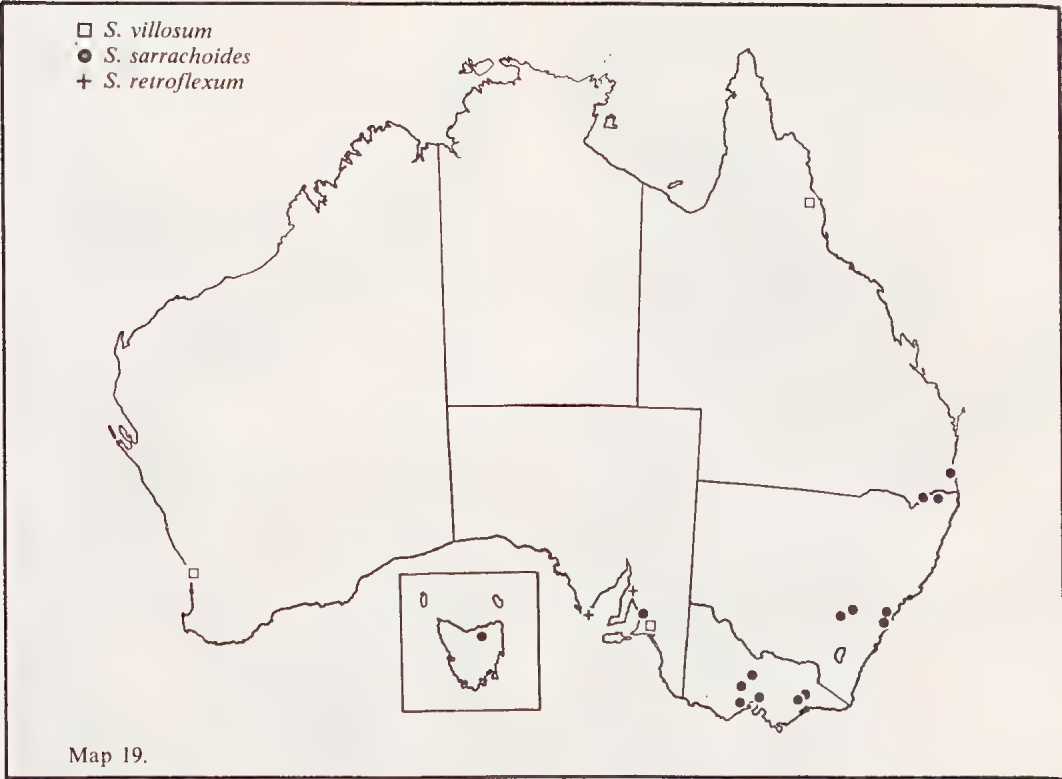 □ S. villosum
● S. sarrachoides
+ S. retroflexum
Map 19.